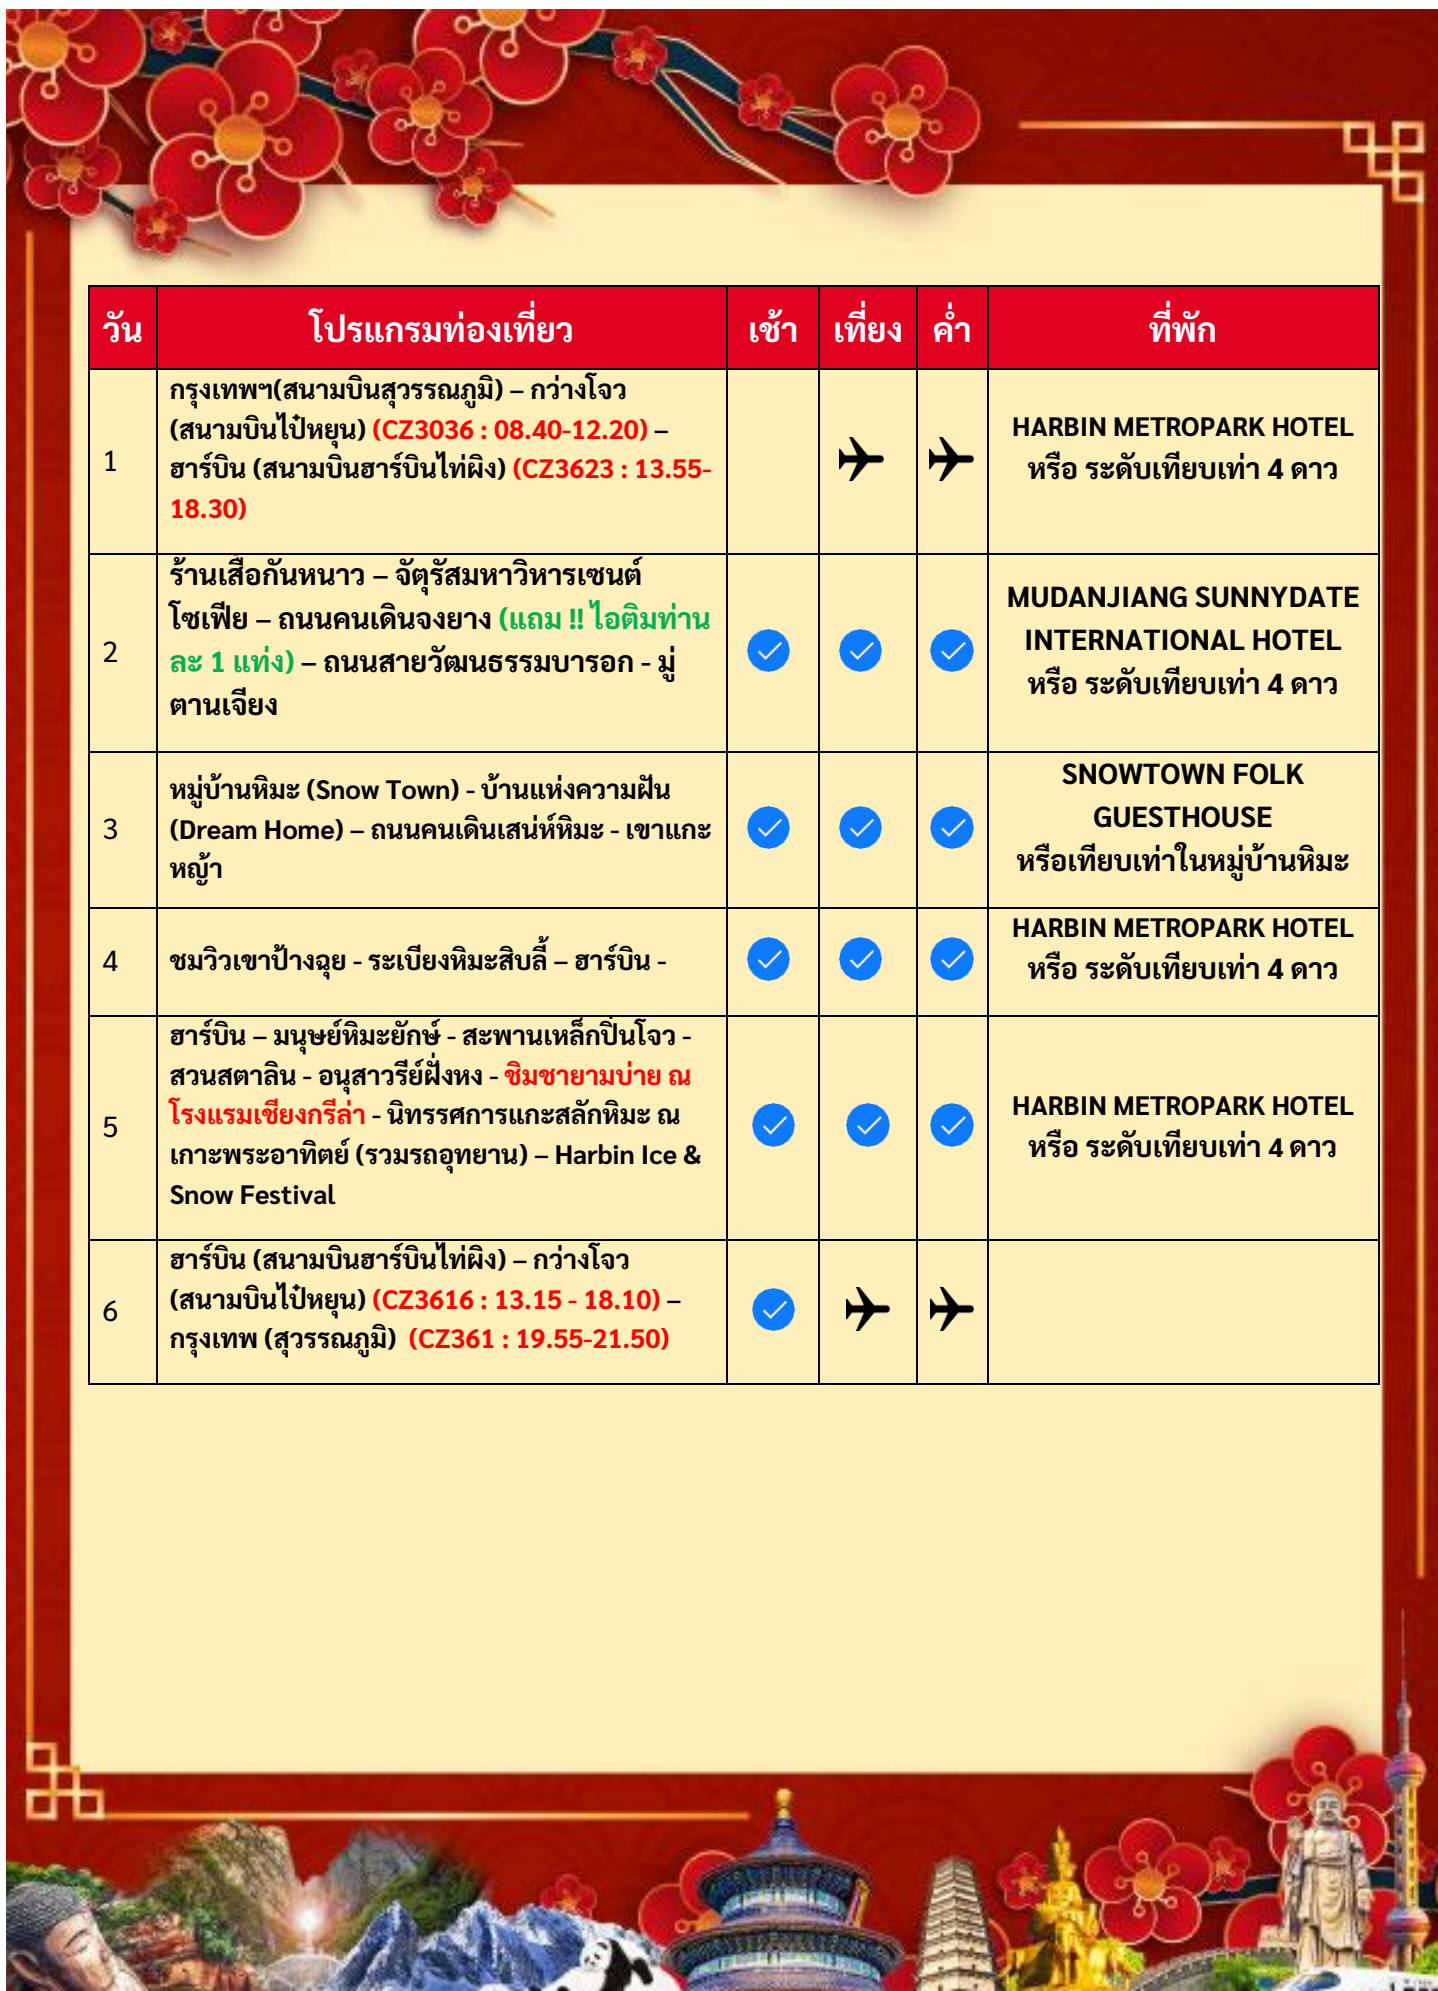 วัน โปรแกรมท่องเที่ยว เช้า เที่ยง ค่ำ ที่พัก
1
กรุงเทพฯ(สนามบินสุวรรณภูมิ) – กว่างโจว
(สนามบินไป๋หยุน) (CZ3036 : 08.40-12.20) –
ฮาร์บิน (สนามบินฮาร์บินไท่ผิง) (CZ3623 : 13.55-
18.30)
HARBIN METROPARK HOTEL
หรือ ระดับเทียบเท่า 4 ดาว
2
ร้านเสื้อกันหนาว – จัตุรัสมหาวิหารเซนต์
โซเฟีย – ถนนคนเดินจงยาง (แถม !! ไอติมท่าน
ละ 1 แท่ง) – ถนนสายวัฒนธรรมบารอก - มู่
ตานเจียง
MUDANJIANG SUNNYDATE
INTERNATIONAL HOTEL
หรือ ระดับเทียบเท่า 4 ดาว
3
หมู่บ้านหิมะ (Snow Town) - บ้านแห่งความฝัน
(Dream Home) – ถนนคนเดินเสน่ห์หิมะ - เขาแกะ
หญ้า
SNOWTOWN FOLK
GUESTHOUSE
หรือเทียบเท่าในหมู่บ้านหิมะ
4
ชมวิวเขาป้างฉุย - ระเบียงหิมะสิบลี้ – ฮาร์บิน -
HARBIN METROPARK HOTEL
หรือ ระดับเทียบเท่า 4 ดาว
5
ฮาร์บิน – มนุษย์หิมะยักษ์ - สะพานเหล็กปิ่นโจว -
สวนสตาลิน - อนุสาวรีย์ฝั่งหง - ชิมชายามบ่าย ณ
โรงแรมเชียงกรีล่า - นิทรรศการแกะสลักหิมะ ณ
เกาะพระอาทิตย์ (รวมรถอุทยาน) – Harbin Ice &
Snow Festival
HARBIN METROPARK HOTEL
หรือ ระดับเทียบเท่า 4 ดาว
6
ฮาร์บิน (สนามบินฮาร์บินไท่ผิง) – กว่างโจว
(สนามบินไป๋หยุน) (CZ3616 : 13.15 - 18.10) –
กรุงเทพ (สุวรรณภูมิ) (CZ361 : 19.55-21.50)